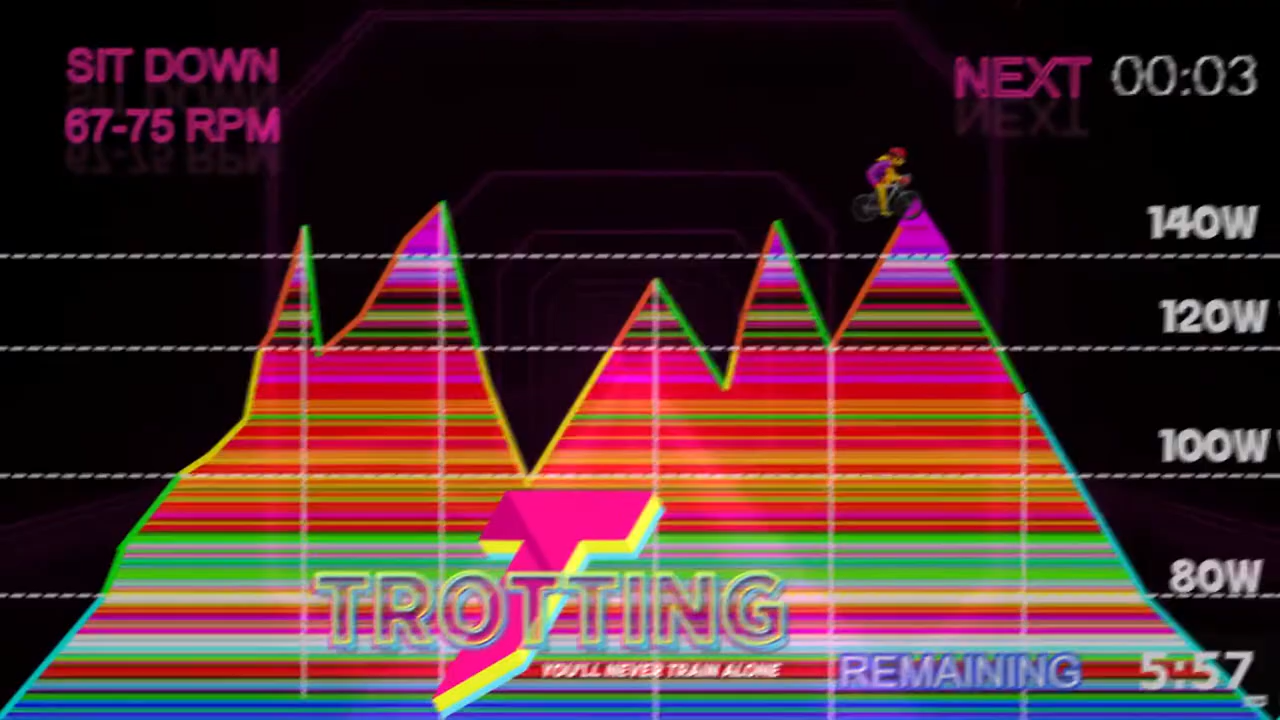 SIT DOWN
67-75 RPM
NEXT 00:03
140W
120W
100W
80W
TROTTING
YOU'LL NEVER TRAIN ALONE
REMAINING 5:57